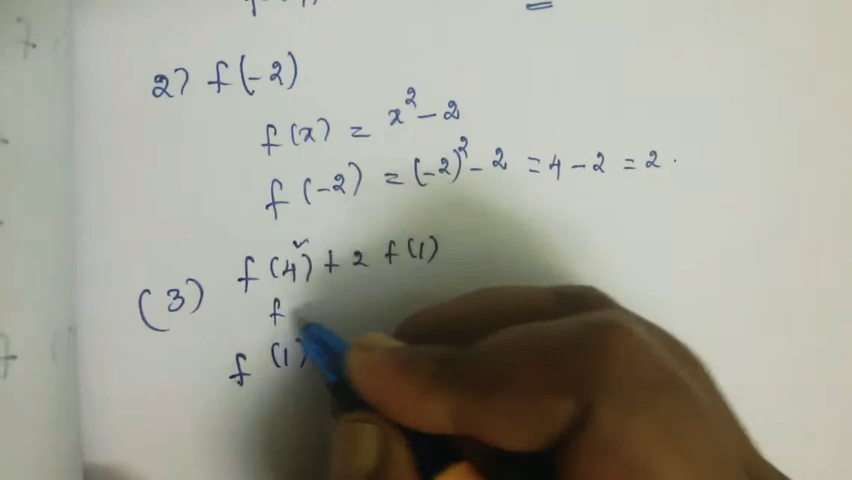 2) f(-2)
f(x) = x² - 2
f(-2) = (-2)² - 2 = 4 - 2 = 2.
(3) f(4) + 2 f(1)
f
f (1)